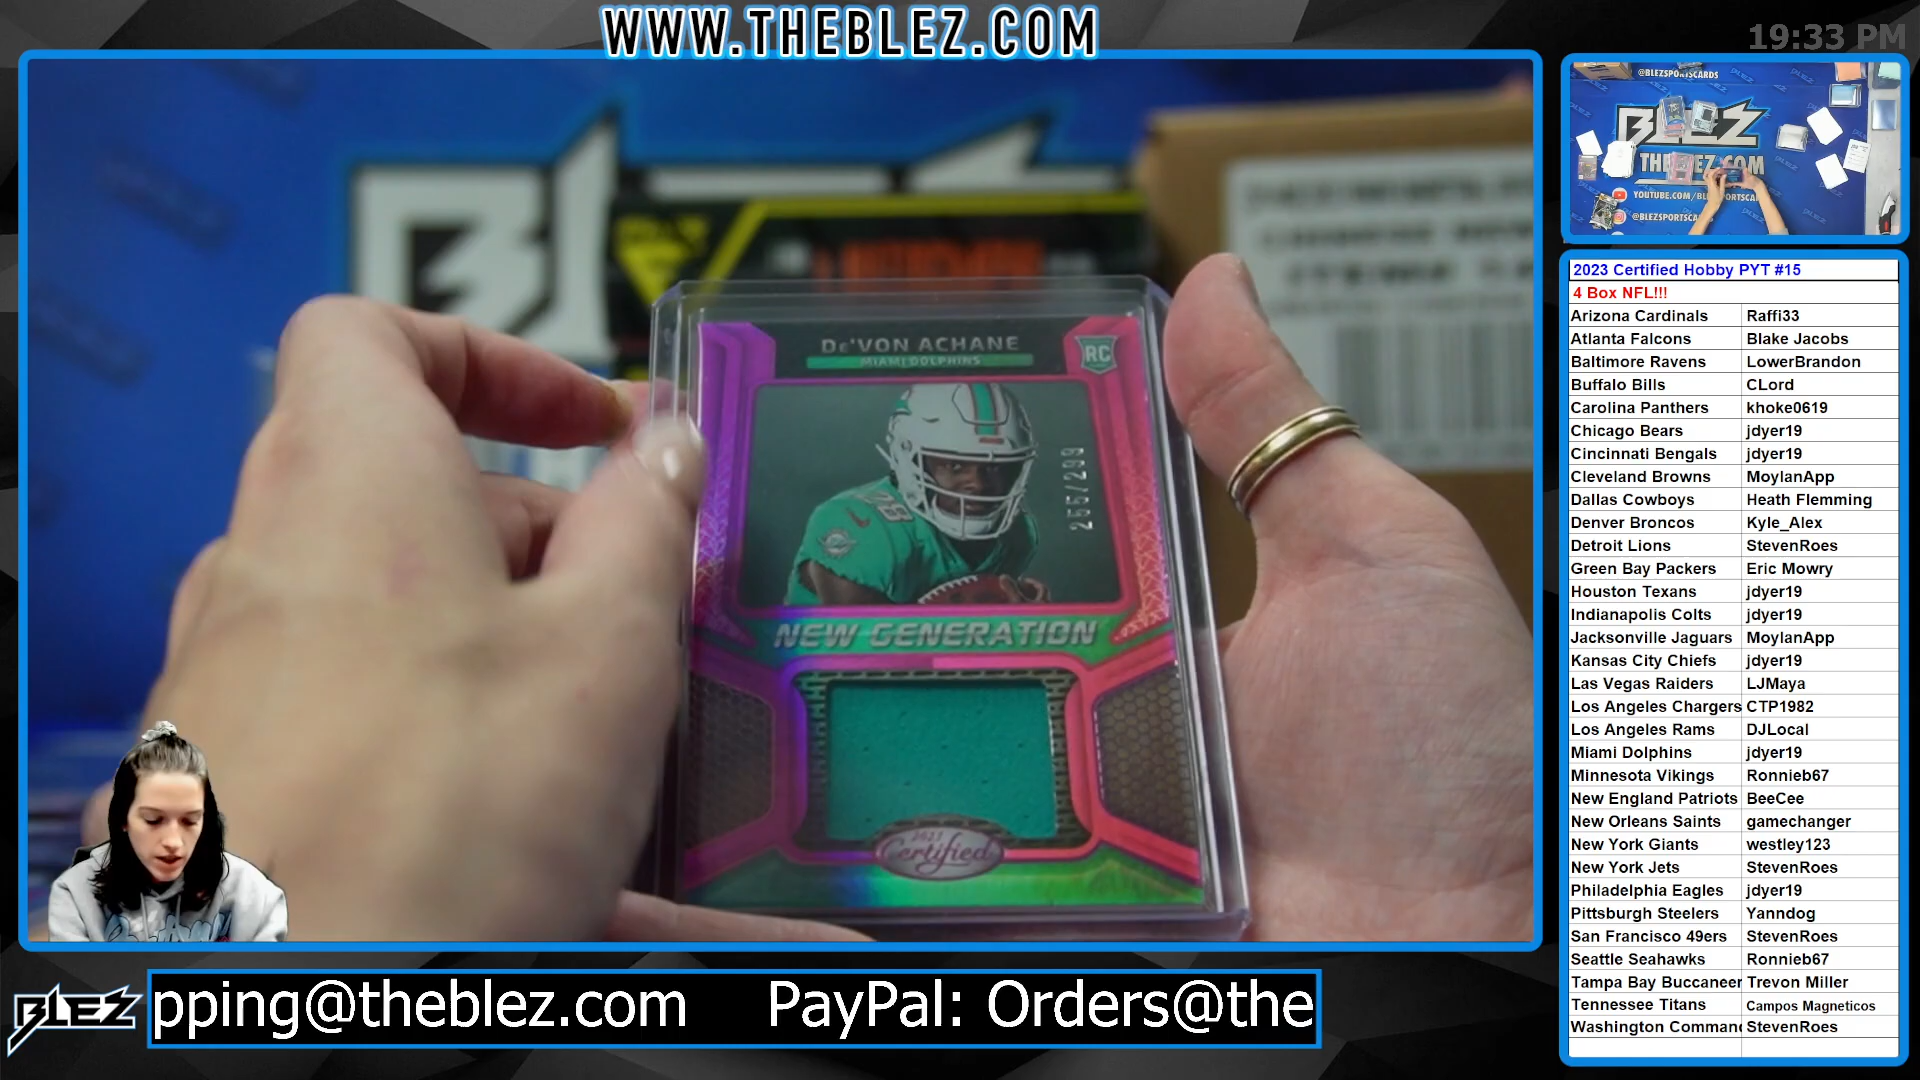 WWW.THEBLEZ.COM
19:33 PM
BLEZ
De'VON ACHANE
MIAMI DOLPHINS
RC
28
255/299
NEW GENERATION
2023
Certified
@BLEZSPORTSCARDS
BLEZ
YOUTUBE.COM/
@BLEZSPORTSCA
2023 Certified Hobby PYT #15
4 Box NFL!!!
Arizona Cardinals Raffi33
Atlanta Falcons Blake Jacobs
Baltimore Ravens LowerBrandon
Buffalo Bills CLord
Carolina Panthers khoke0619
Chicago Bears jdyer19
Cincinnati Bengals jdyer19
Cleveland Browns MoylanApp
Dallas Cowboys Heath Flemming
Denver Broncos Kyle_Alex
Detroit Lions StevenRoes
Green Bay Packers Eric Mowry
Houston Texans jdyer19
Indianapolis Colts jdyer19
Jacksonville Jaguars MoylanApp
Kansas City Chiefs jdyer19
Las Vegas Raiders LJMaya
Los Angeles Chargers CTP1982
Los Angeles Rams DJLocal
Miami Dolphins jdyer19
Minnesota Vikings Ronnieb67
New England Patriots BeeCee
New Orleans Saints gamechanger
New York Giants westley123
New York Jets StevenRoes
Philadelphia Eagles jdyer19
Pittsburgh Steelers Yanndog
San Francisco 49ers StevenRoes
Seattle Seahawks Ronnieb67
Tampa Bay Buccaneer Trevon Miller
Tennessee Titans Campos Magneticos
Washington Comman StevenRoes
BLEZ
pping@theblez.com PayPal: Orders@the